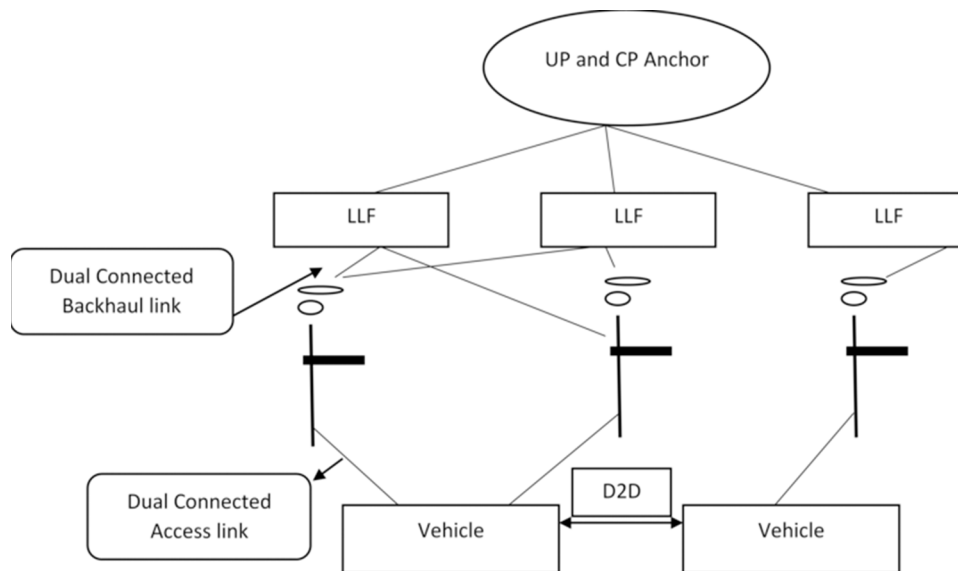 UP and CP Anchor
LLF
LLF
LLF
Dual Connected
Backhaul link
Dual Connected
Access link
D2D
Vehicle
Vehicle